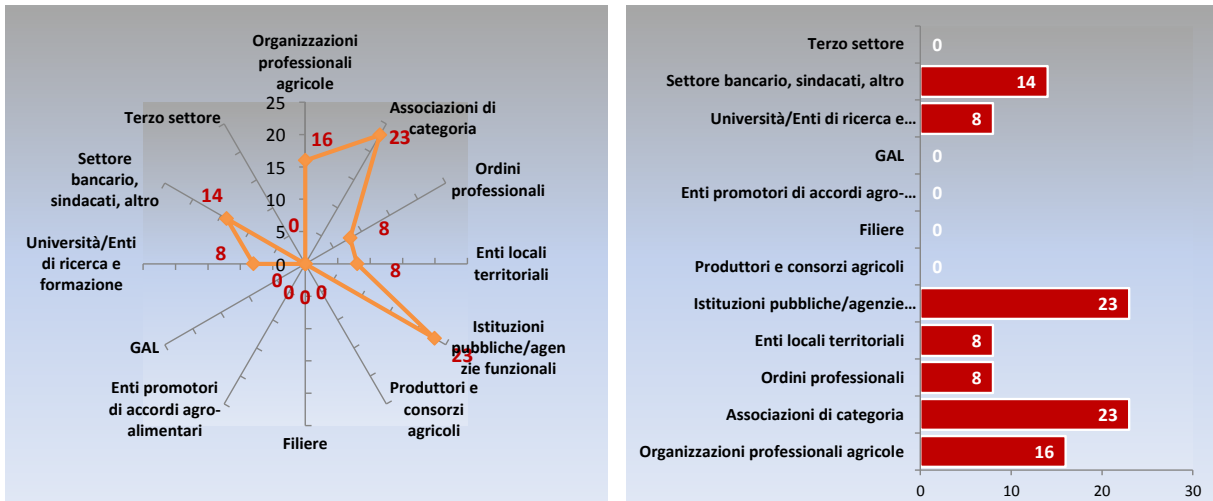 Organizzazioni
professionali
agricole
Associazioni di
categoria
Ordini
professionali
Enti locali
territoriali
Istituzioni
pubbliche/agen
zie funzionali
Produttori e
consorzi
agricoli
Filiere
Enti promotori
di accordi agro-
alimentari
GAL
Università/Enti
di ricerca e
formazione
Settore
bancario,
sindacati, altro
Terzo settore
25
20
15
10
5
0
16
23
8
8
23
0
0
0
0
8
14
0
Terzo settore 0
Settore bancario, sindacati, altro 14
Università/Enti di ricerca e... 8
GAL 0
Enti promotori di accordi agro-... 0
Filiere 0
Produttori e consorzi agricoli 0
Istituzioni pubbliche/agenzie... 23
Enti locali territoriali 8
Ordini professionali 8
Associazioni di categoria 23
Organizzazioni professionali agricole 16
0 10 20 30